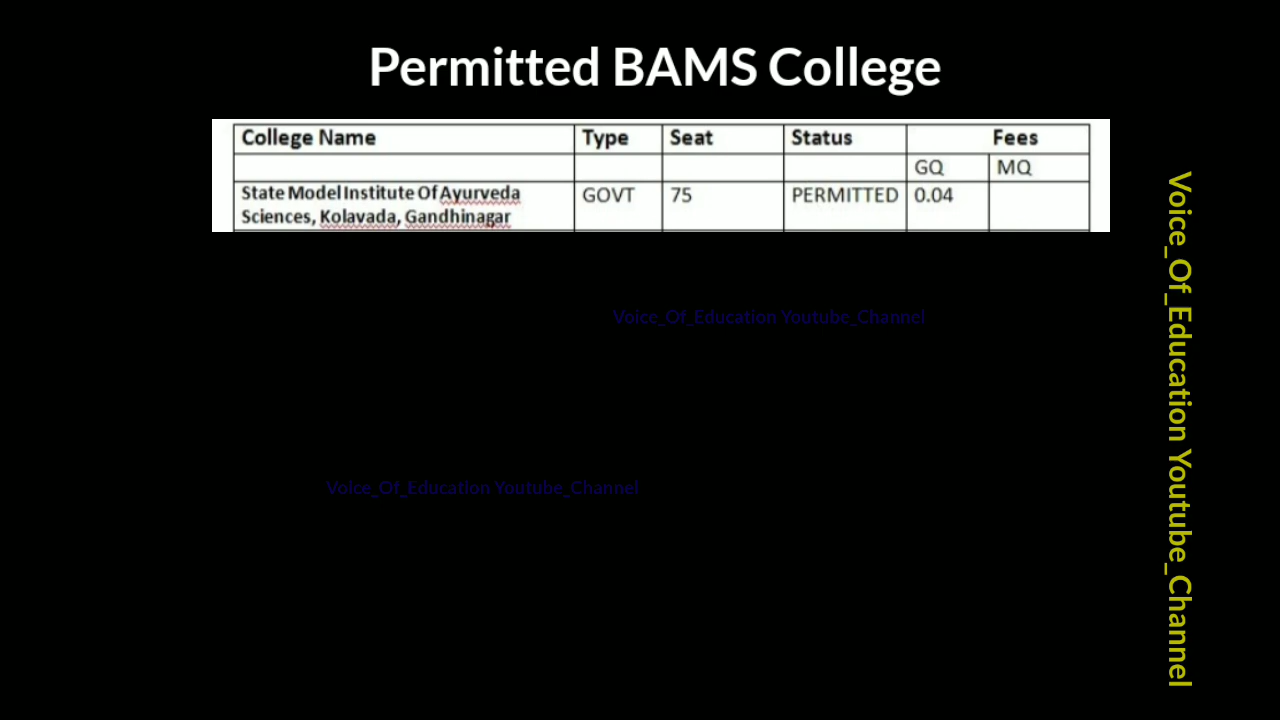 Permitted BAMS College
College Name Type Seat Status Fees
GQ MQ
State Model Institute Of Ayurveda Sciences, Kolavada, Gandhinagar GOVT 75 PERMITTED 0.04
Voice_Of_Education Youtube_Channel
Voice_Of_Education Youtube_Channel
Voice_Of_Education Youtube_Channel